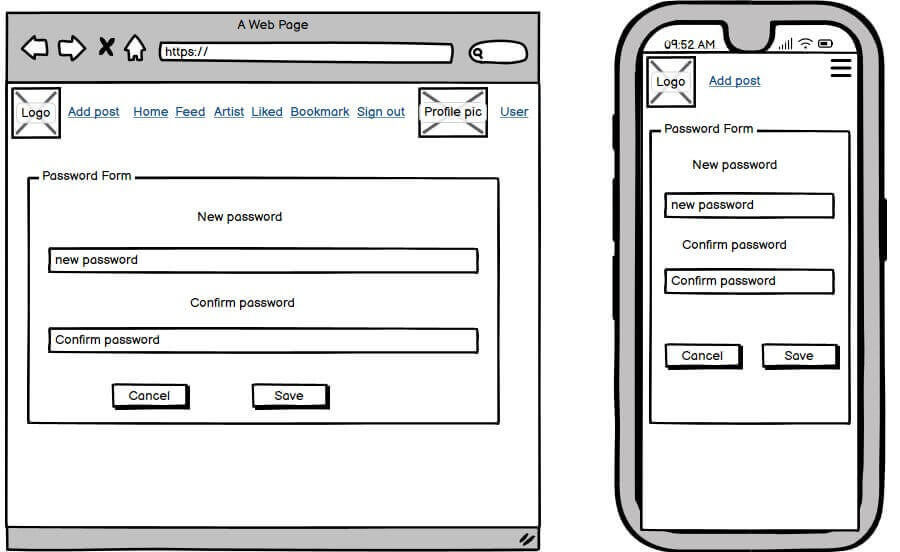 A Web Page
https://
Logo Add post Home Feed Artist Liked Bookmark Sign out Profile pic User
Password Form
New password
new password
Confirm password
Confirm password
Cancel Save
09:52 AM
Logo Add post
Password Form
New password
new password
Confirm password
Confirm password
Cancel Save